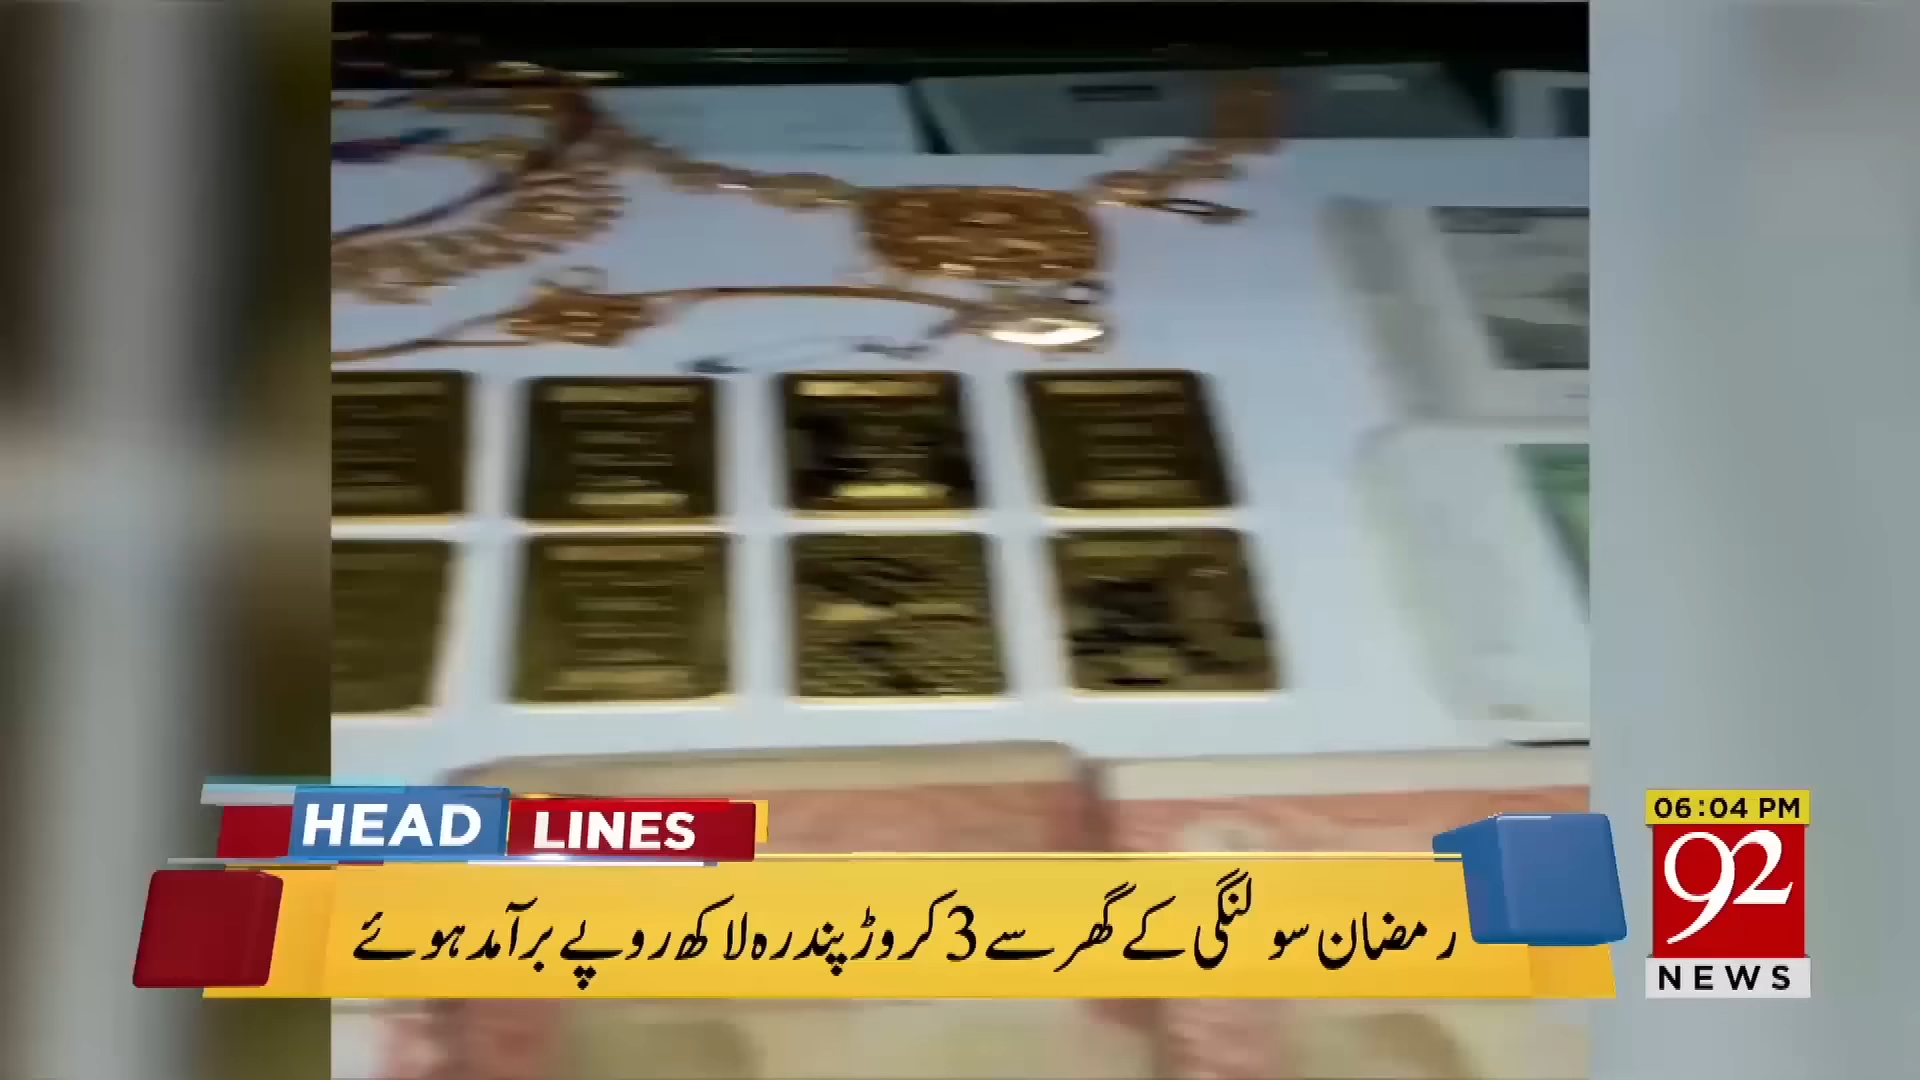 HEAD LINES
06:04 PM
92
NEWS
رمضان سولنگی کے گھر سے 3 کروڑ پندرہ لاکھ روپے برآمد ہوئے